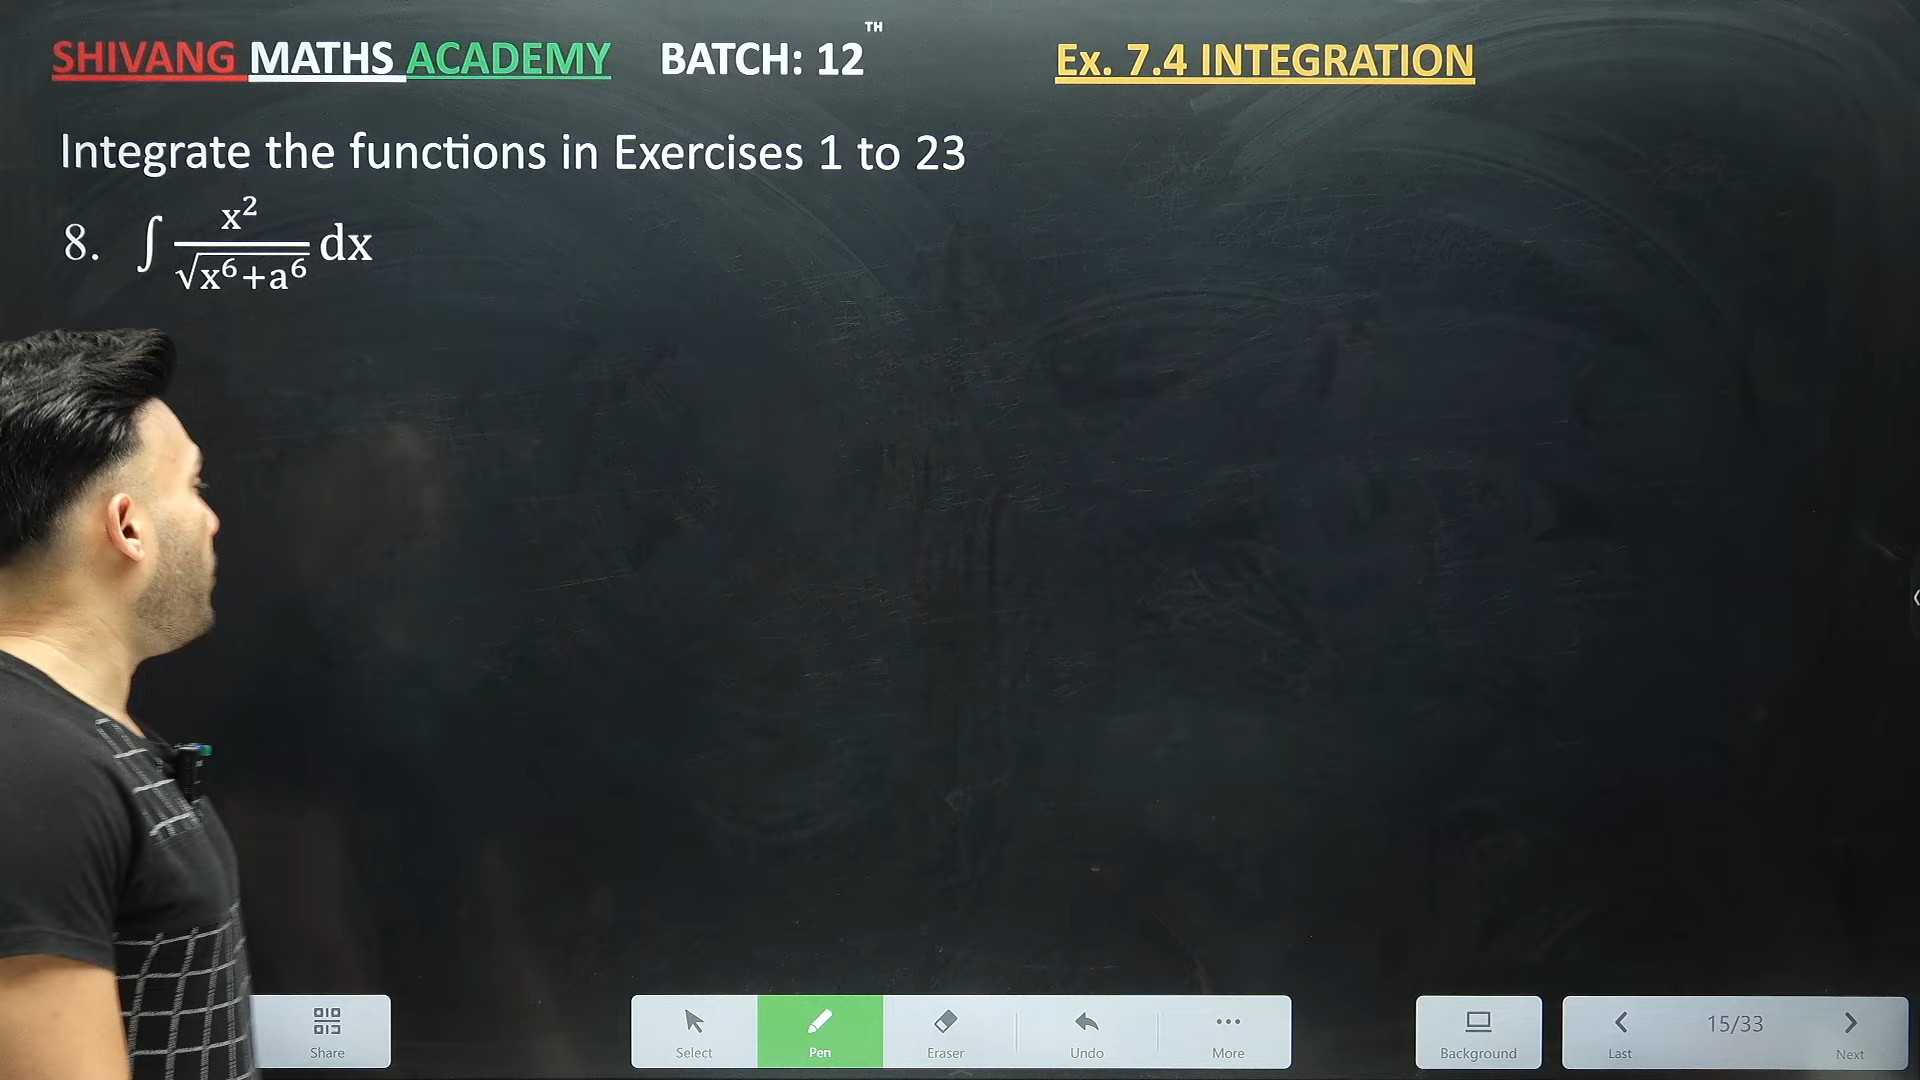 SHIVANG MATHS ACADEMY BATCH: 12TH Ex. 7.4 INTEGRATION
Integrate the functions in Exercises 1 to 23
8. ∫ x²/√(x⁶+a⁶) dx
Share Select Pen Eraser Undo More Background Last 15/33 Next